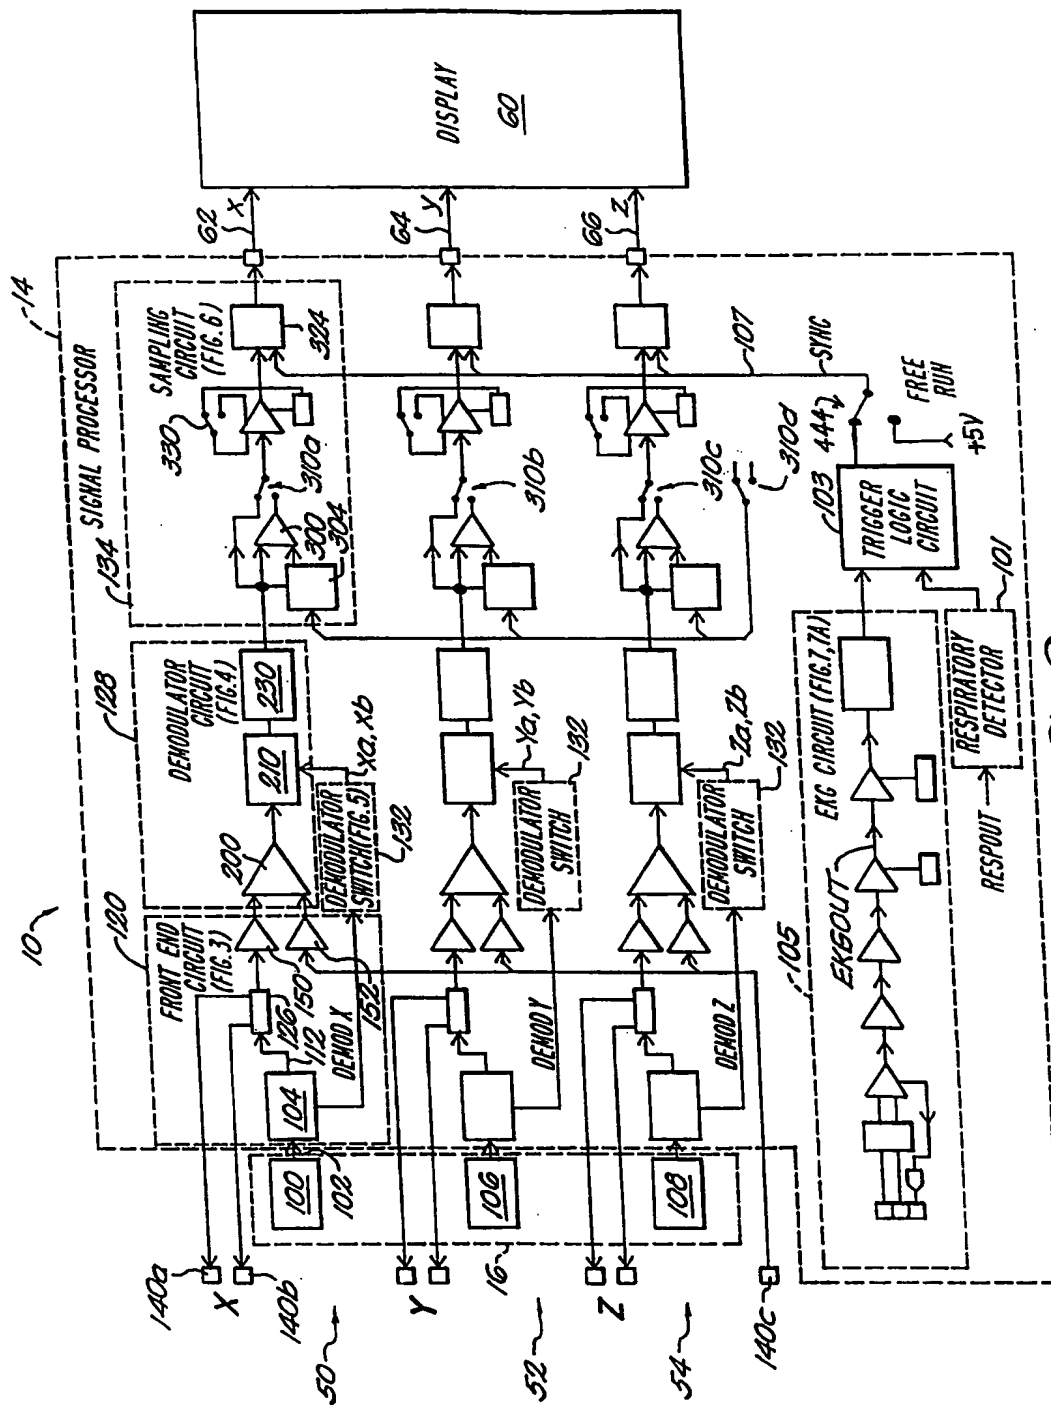 10
14
SIGNAL PROCESSOR
120
FRONT END
CIRCUIT
(FIG.3)
128
DEMODULATOR
CIRCUIT
(FIG.4)
134
SAMPLING
CIRCUIT
(FIG.6)
140a
X
140b
50
100
102
104
112
126
150
152
DEMOD X
200
210
230
Xa, Xb
DEMODULATOR
SWITCH(FIG.5)
132
300
304
310a
330
324
62
X
DISPLAY
60
Y
52
16
106
DEMOD Y
DEMODULATOR
SWITCH
Ya, Yb
132
310b
64
Y
Z
54
108
DEMOD Z
DEMODULATOR
SWITCH
Za, Zb
132
310c
310d
66
Z
140c
107
SYNC
105
EKG CIRCUIT (FIG.7,7A)
EKGOUT
103
TRIGGER
LOGIC
CIRCUIT
444
FREE
RUN
+5V
RESPOUT
RESPIRATORY
DETECTOR
101